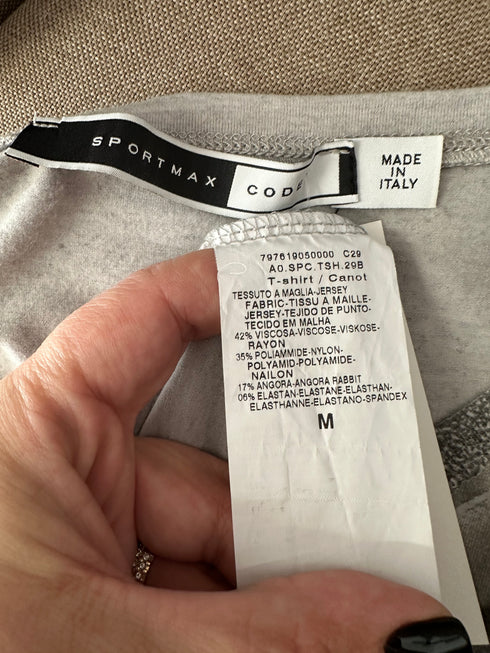 SPORTMAX CODE
MADE
IN
ITALY
797619050000 C29
A0.SPC.TSH.29B
T-shirt / Canot
TESSUTO A MAGLIA-JERSEY
FABRIC-TISSU A MAILLE-
JERSEY-TEJIDO DE PUNTO-
TECIDO EM MALHA
42% VISCOSA-VISCOSE-VISKOSE-
RAYON
35% POLIAMMIDE-NYLON-
POLYAMID-POLYAMIDE-
NAILON
17% ANGORA-ANGORA RABBIT
06% ELASTAN-ELASTANE-ELASTHAN-
ELASTHANNE-ELASTANO-SPANDEX
M